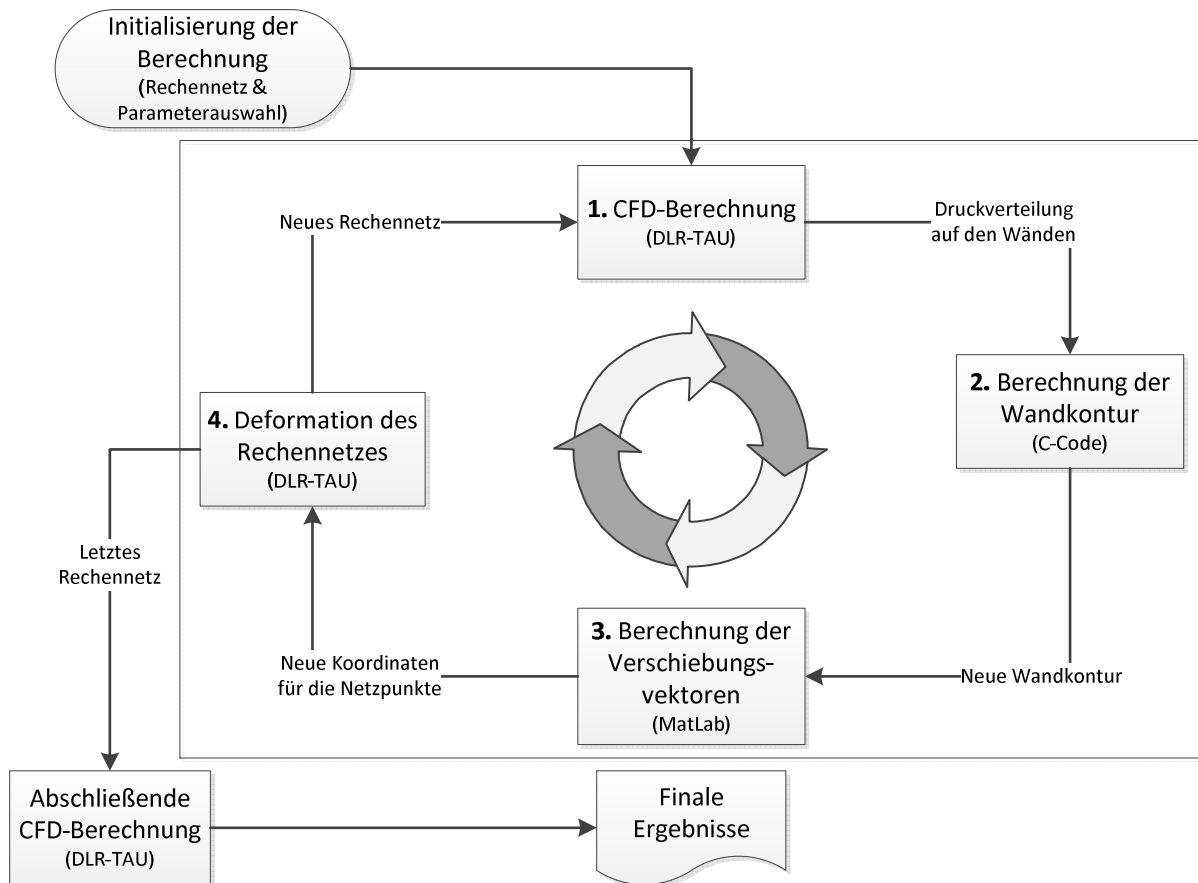 Initialisierung der
Berechnung
(Rechennetz &
Parameterauswahl)
1. CFD-Berechnung
(DLR-TAU)
Druckverteilung
auf den Wänden
2. Berechnung der
Wandkontur
(C-Code)
Neue Wandkontur
3. Berechnung der
Verschiebungs-
vektoren
(MatLab)
Neue Koordinaten
für die Netzpunkte
4. Deformation des
Rechennetzes
(DLR-TAU)
Neues Rechennetz
Letztes
Rechennetz
Abschließende
CFD-Berechnung
(DLR-TAU)
Finale
Ergebnisse